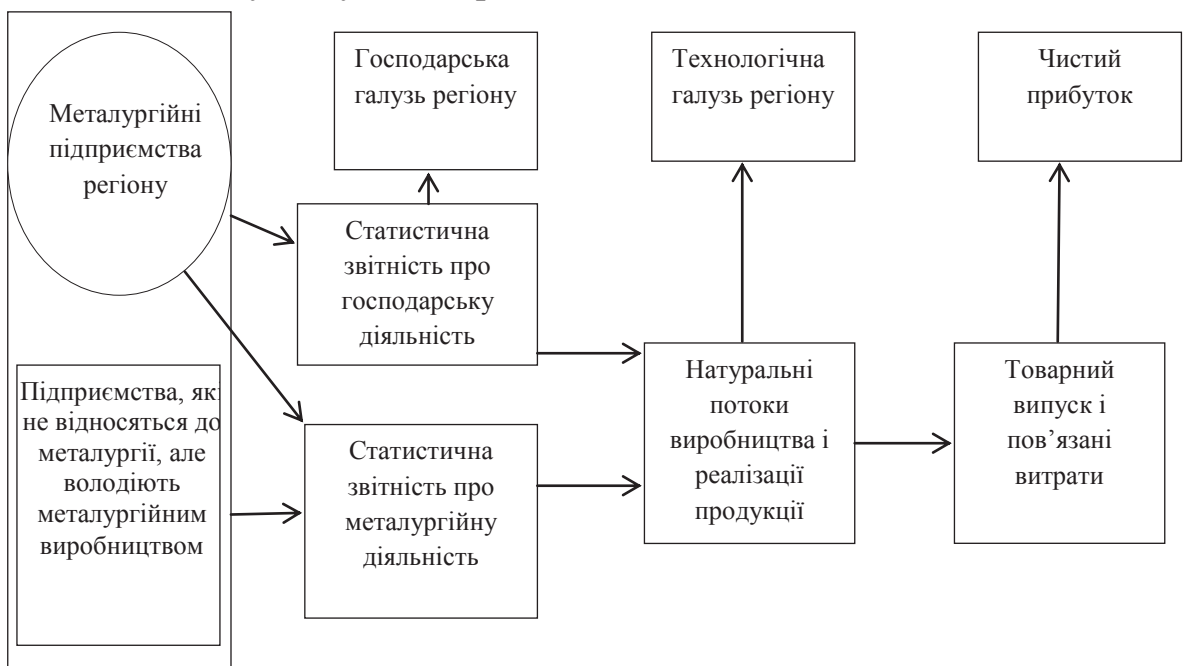 Металургійні
підприємства
регіону
Підприємства, які
не відносяться до
металургії, але
володіють
металургійним
виробництвом
Господарська
галузь регіону
Статистична
звітність про
господарську
діяльність
Статистична
звітність про
металургійну
діяльність
Технологічна
галузь регіону
Натуральні
потоки
виробництва і
реалізації
продукції
Чистий
прибуток
Товарний
випуск і
пов’язані
витрати